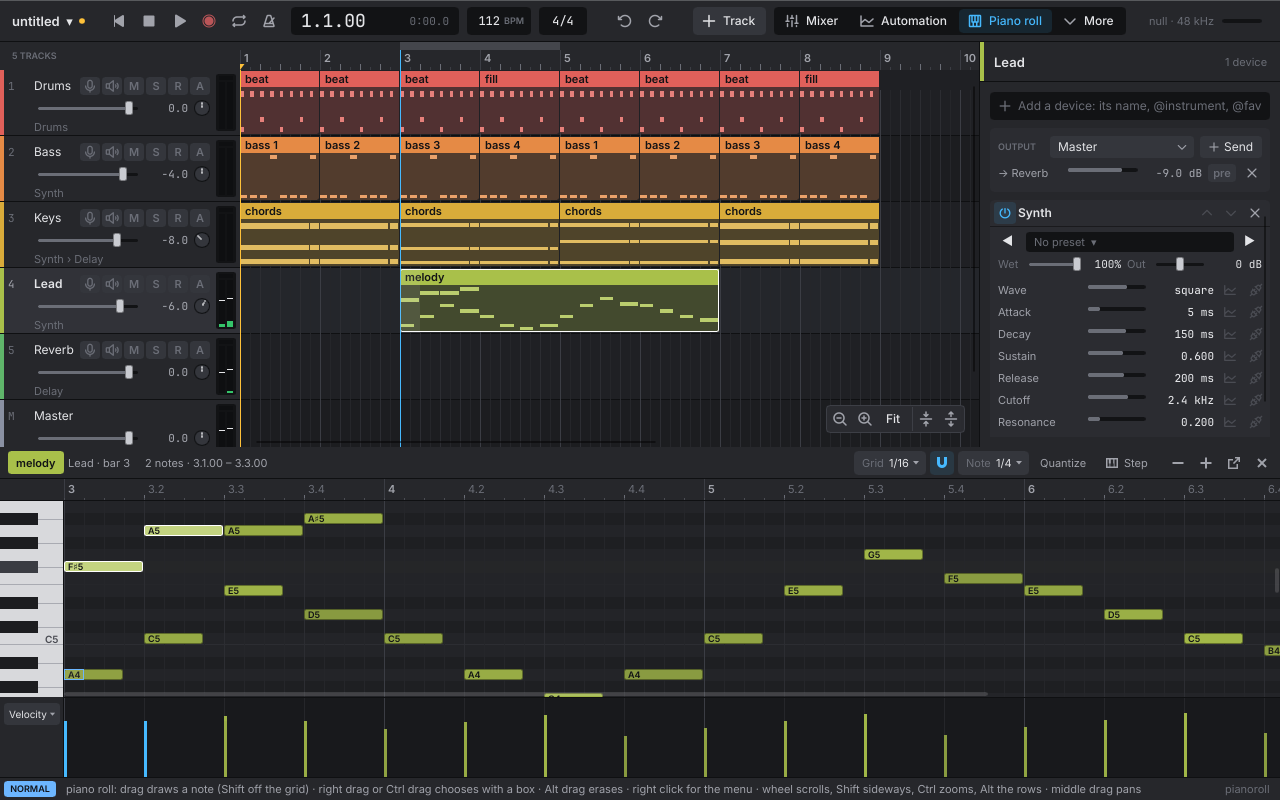 untitled ▾
1.1.00 0:00.0
112 BPM
4/4
+ Track
Mixer
Automation
Piano roll
More
null · 48 kHz
5 TRACKS
1 2 3 4 5 6 7 8 9 10
1 Drums M S R A
0.0
Drums
beat beat beat fill beat beat beat fill
2 Bass M S R A
-4.0
Synth
bass 1 bass 2 bass 3 bass 4 bass 1 bass 2 bass 3 bass 4
3 Keys M S R A
-8.0
Synth › Delay
chords chords chords chords
4 Lead M S R A
-6.0
Synth
melody
5 Reverb M S R A
0.0
Delay
M Master
0.0
Fit
Lead 1 device
+ Add a device: its name, @instrument, @fav
OUTPUT Master + Send
→ Reverb -9.0 dB pre
Synth
No preset ▾
Wet 100% Out 0 dB
Wave square
Attack 5 ms
Decay 150 ms
Sustain 0.600
Release 200 ms
Cutoff 2.4 kHz
Resonance 0.200
melody Lead · bar 3 2 notes · 3.1.00 – 3.3.00
Grid 1/16 Note 1/4 Quantize Step
3 3.2 3.3 3.4 4 4.2 4.3 4.4 5 5.2 5.3 5.4 6 6.2 6.3 6.4
A♯5
A5 A5
G5
F♯5
F5
E5 E5 E5
D5 D5
C5 C5 C5 C5 C5
B4
A4 A4 A4
Velocity
NORMAL piano roll: drag draws a note (Shift off the grid) · right drag or Ctrl drag chooses with a box · Alt drag erases · right click for the menu · wheel scrolls, Shift sideways, Ctrl zooms, Alt the rows · middle drag pans pianoroll